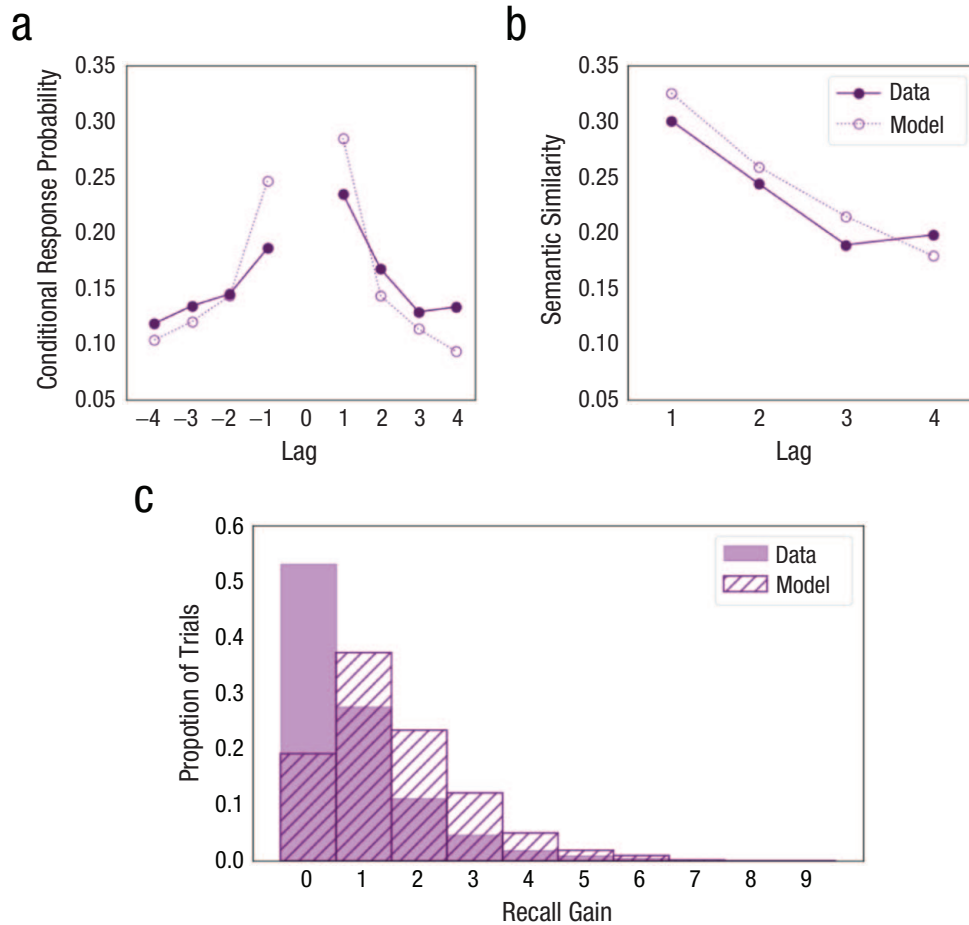 a
0.35
0.30
0.25
0.20
0.15
0.10
0.05
Conditional Response Probability
−4 −3 −2 −1 0 1 2 3 4
Lag
b
0.35
0.30
0.25
0.20
0.15
0.10
0.05
Semantic Similarity
Data
Model
1 2 3 4
Lag
c
0.6
0.5
0.4
0.3
0.2
0.1
0.0
Propotion of Trials
Data
Model
0 1 2 3 4 5 6 7 8 9
Recall Gain